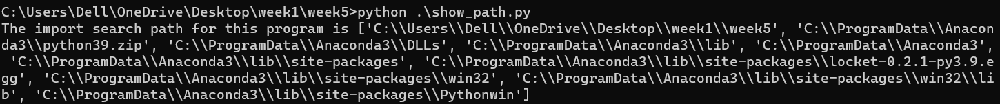 C:\Users\Dell\OneDrive\Desktop\week1\week5>python .\show_path.py
The import search path for this program is ['C:\\Users\\Dell\\OneDrive\\Desktop\\week1\\week5', 'C:\\ProgramData\\Anacon
da3\\python39.zip', 'C:\\ProgramData\\Anaconda3\\DLLs', 'C:\\ProgramData\\Anaconda3\\lib', 'C:\\ProgramData\\Anaconda3',
 'C:\\ProgramData\\Anaconda3\\lib\\site-packages', 'C:\\ProgramData\\Anaconda3\\lib\\site-packages\\locket-0.2.1-py3.9.e
gg', 'C:\\ProgramData\\Anaconda3\\lib\\site-packages\\win32', 'C:\\ProgramData\\Anaconda3\\lib\\site-packages\\win32\\li
b', 'C:\\ProgramData\\Anaconda3\\lib\\site-packages\\Pythonwin']